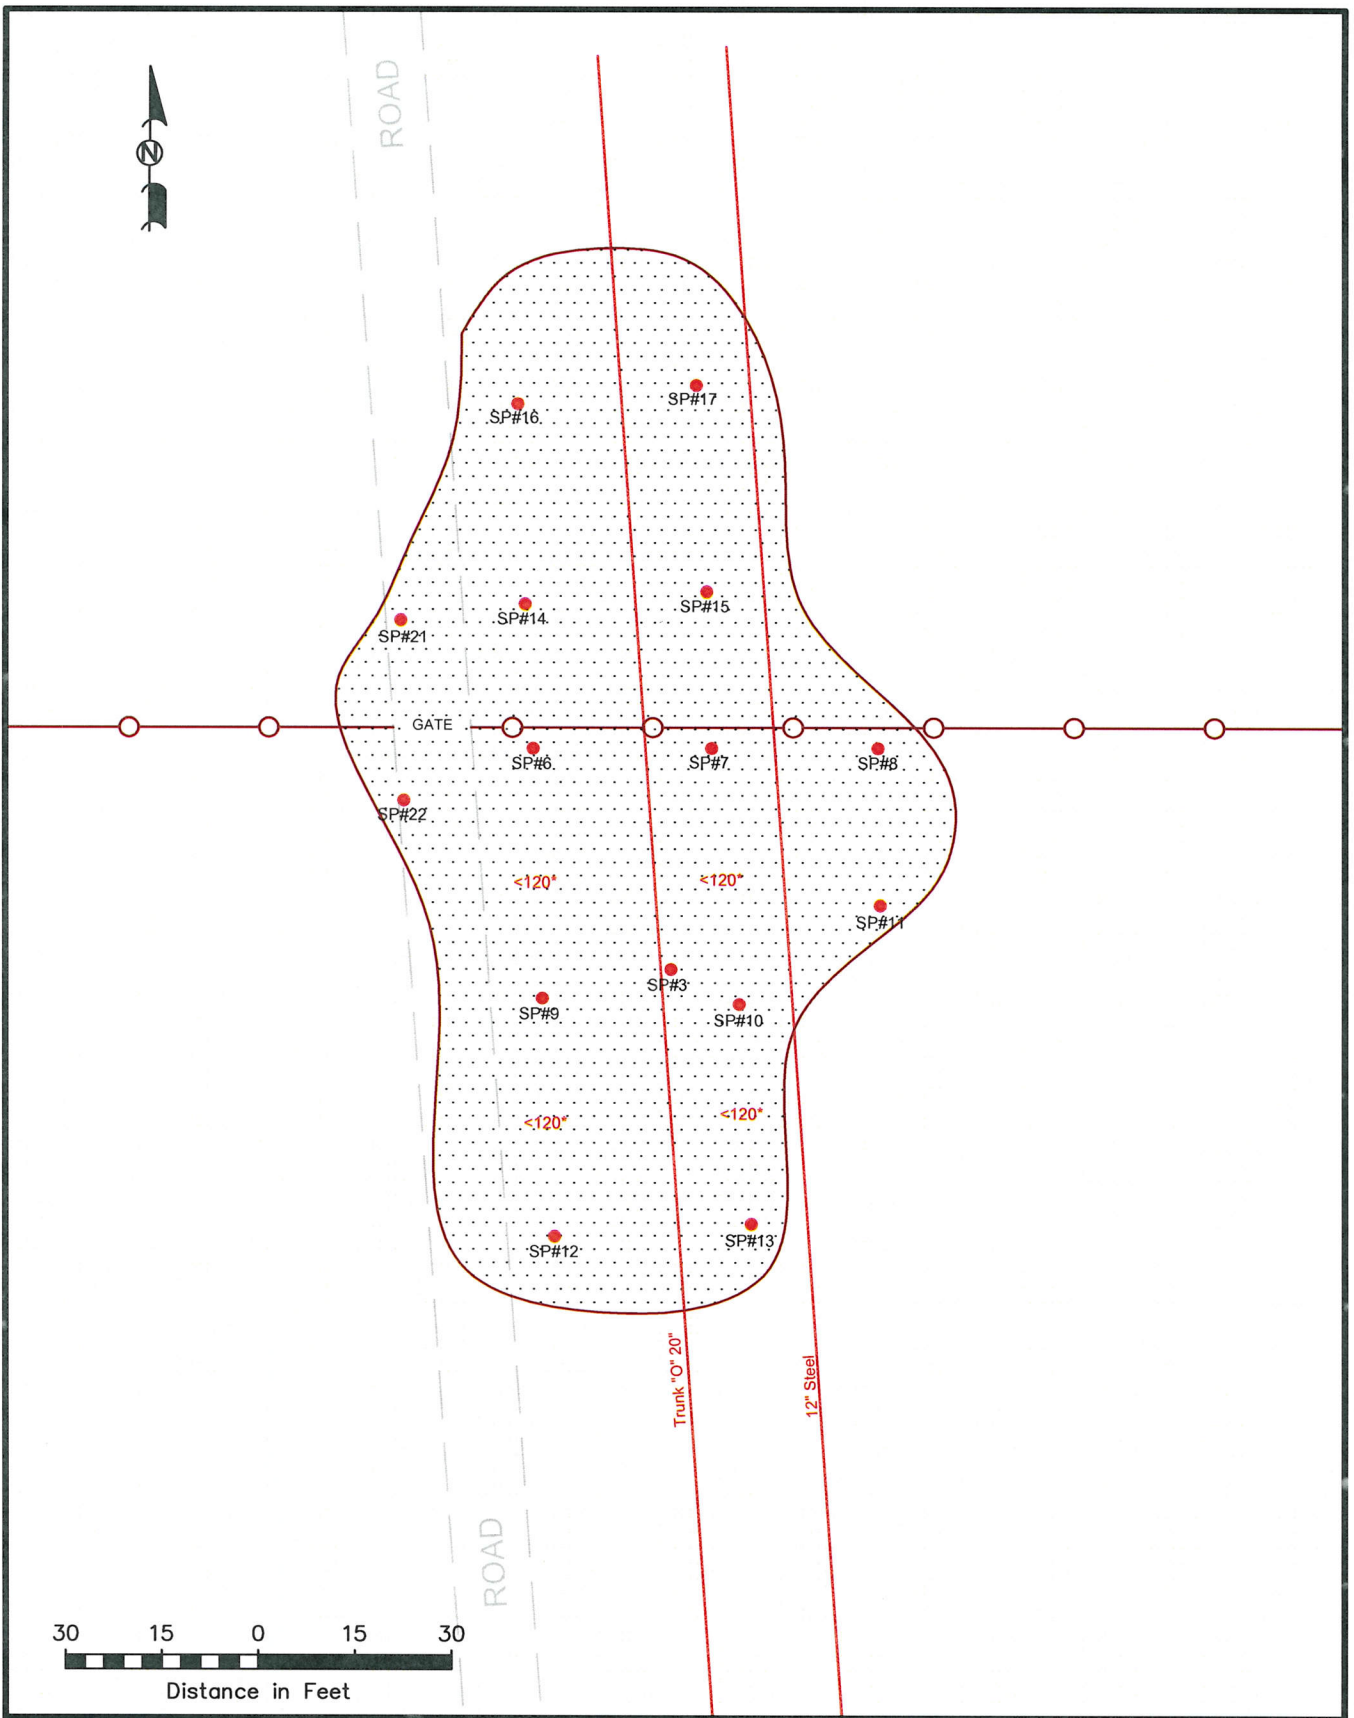 ROAD
N
SP#17
SP#16
SP#15
SP#14
SP#21
GATE
SP#6
SP#7
SP#8
SP#22
<120*
<120*
SP#11
SP#3
SP#9
SP#10
<120*
<120*
SP#13
SP#12
Trunk "O" 20"
12" Steel
ROAD
30 15 0 15 30
Distance in Feet